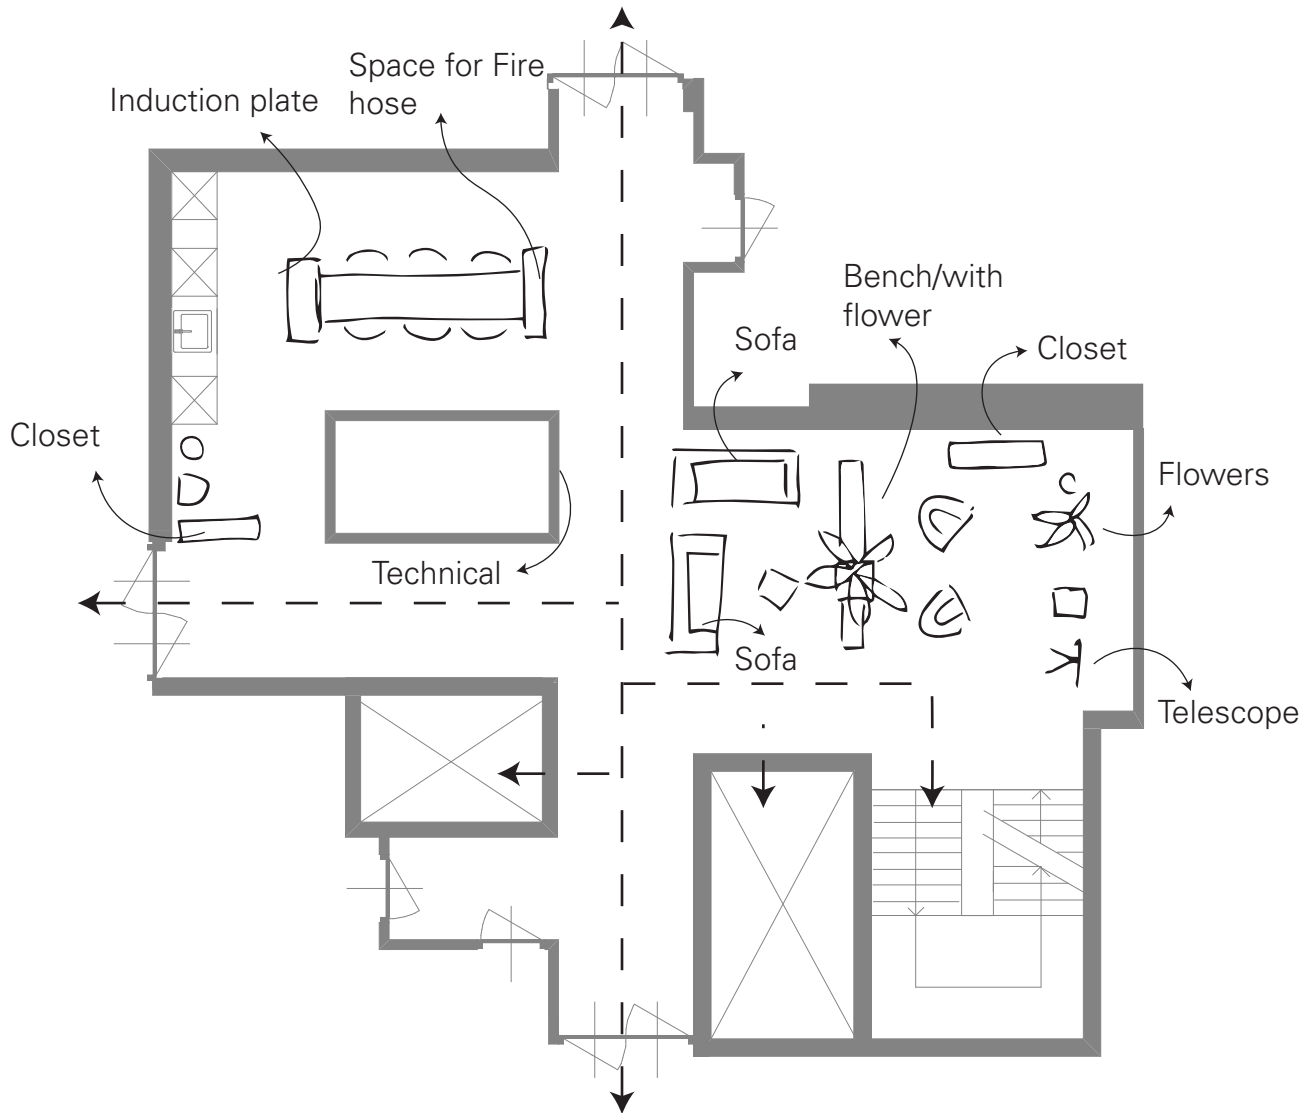 Space for Fire
hose
Induction plate
Bench/with
flower
Sofa
Closet
Closet
Flowers
Technical
Sofa
Telescope